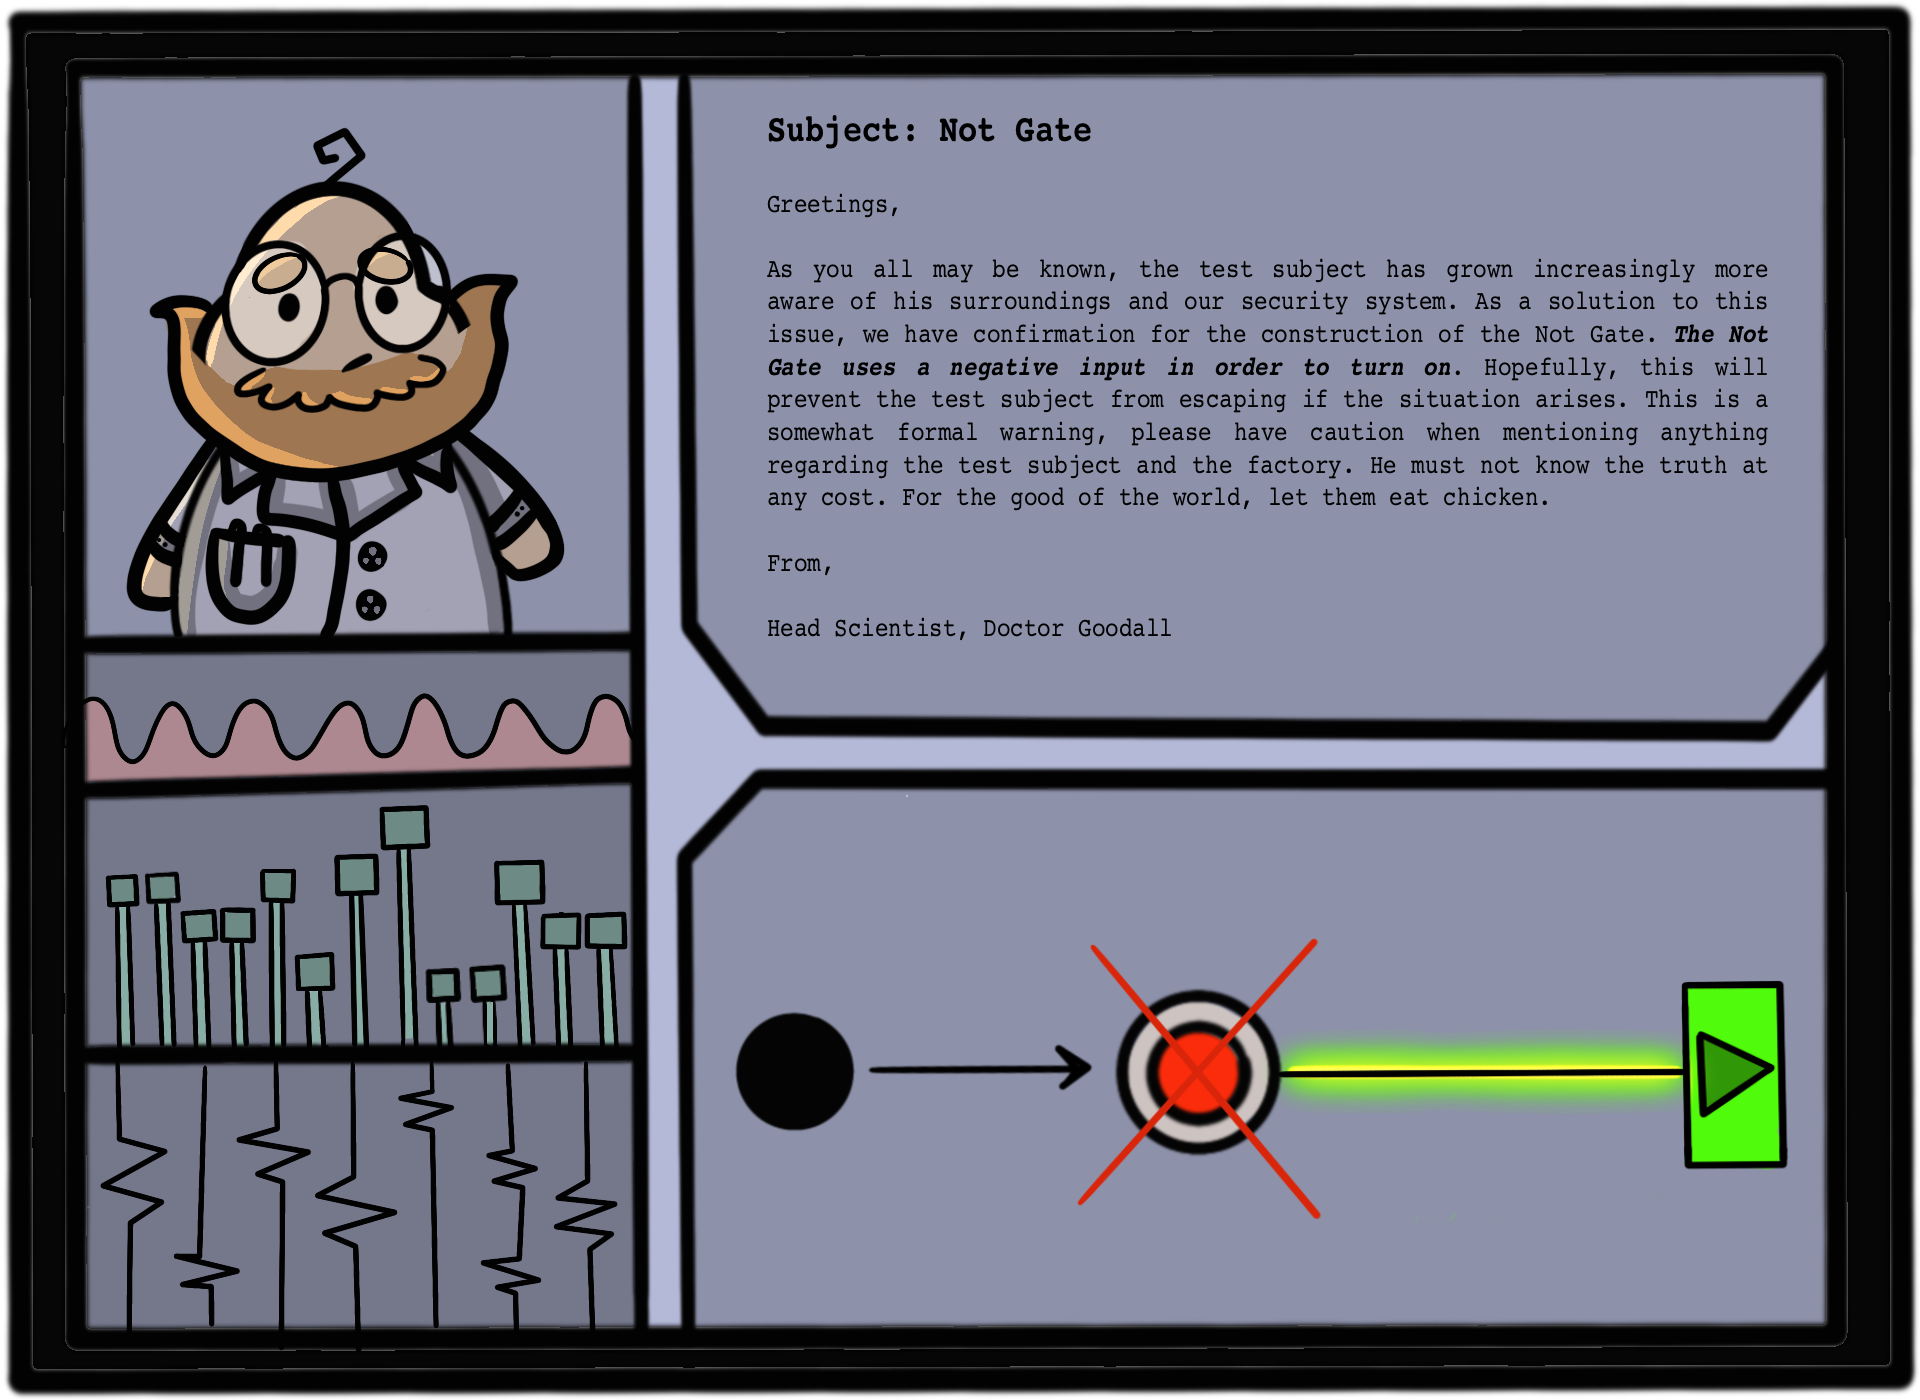 Subject: Not Gate
Greetings,
As you all may be known, the test subject has grown increasingly more
aware of his surroundings and our security system. As a solution to this
issue, we have confirmation for the construction of the Not Gate. The Not
Gate uses a negative input in order to turn on. Hopefully, this will
prevent the test subject from escaping if the situation arises. This is a
somewhat formal warning, please have caution when mentioning anything
regarding the test subject and the factory. He must not know the truth at
any cost. For the good of the world, let them eat chicken.
From,
Head Scientist, Doctor Goodall